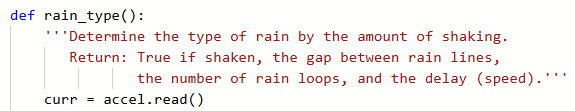 def rain_type():
'''Determine the type of rain by the amount of shaking.
Return: True if shaken, the gap between rain lines,
the number of rain loops, and the delay (speed).'''
curr = accel.read()